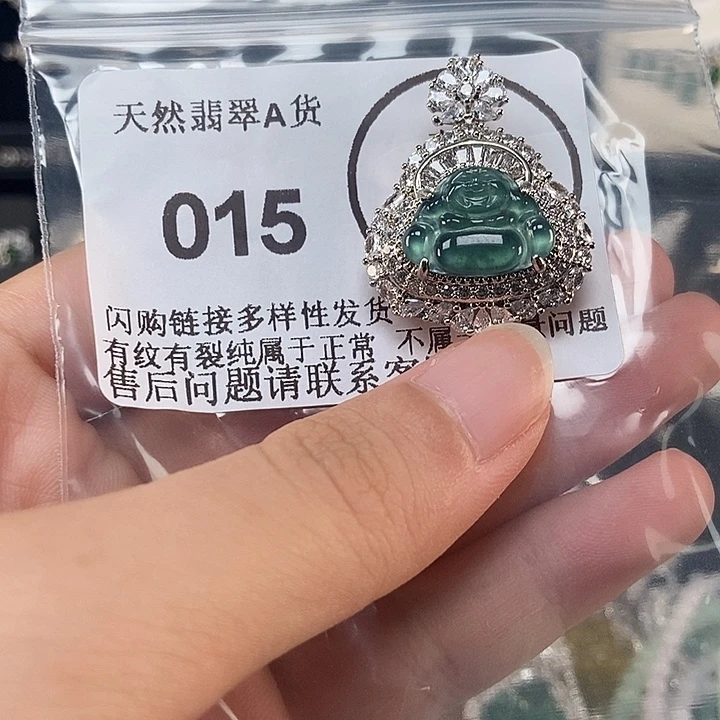 天然翡翠A货
015
闪购链接多样性发货
有纹有裂纯属于正常 不属 问题
售后问题请联系客